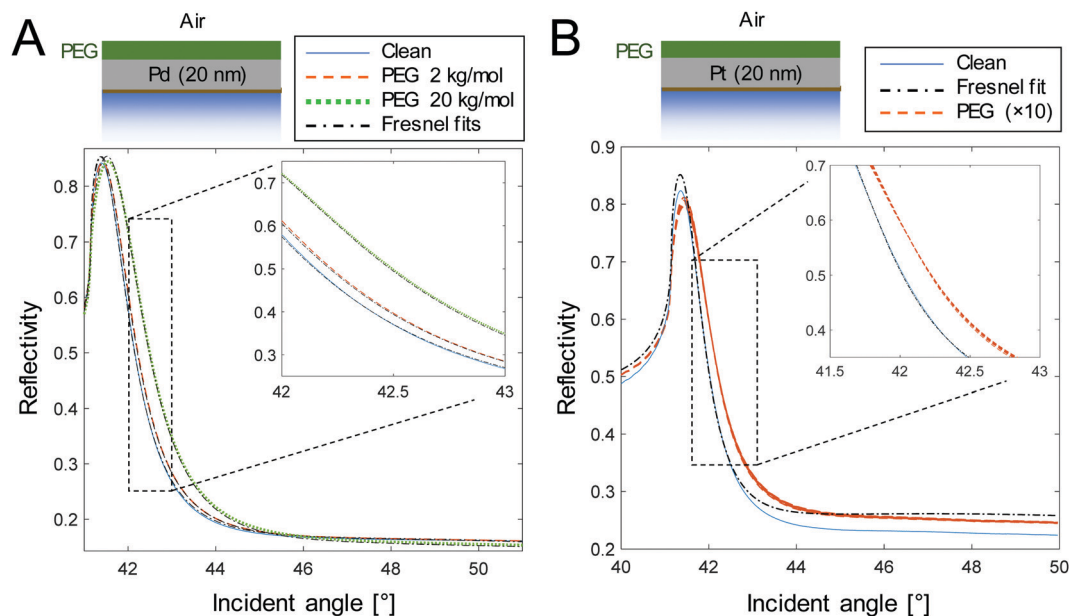 A
Air
PEG
Pd (20 nm)
Clean
PEG 2 kg/mol
PEG 20 kg/mol
Fresnel fits
Reflectivity
0.8
0.7
0.6
0.5
0.4
0.3
0.2
42
44
46
48
50
Incident angle [°]
0.7
0.6
0.5
0.4
0.3
42
42.5
43
B
Air
PEG
Pt (20 nm)
Clean
Fresnel fit
PEG (×10)
Reflectivity
0.9
0.8
0.7
0.6
0.5
0.4
0.3
0.2
40
42
44
46
48
50
Incident angle [°]
0.7
0.6
0.5
0.4
41.5
42
42.5
43